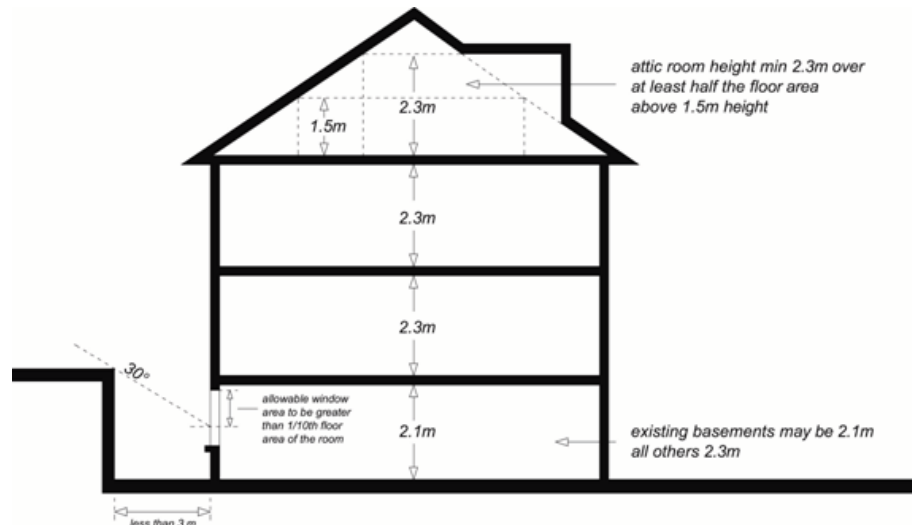 attic room height min 2.3m over
at least half the floor area
above 1.5m height
2.3m
1.5m
2.3m
2.3m
30°
allowable window
area to be greater
than 1/10th floor
area of the room
2.1m
existing basements may be 2.1m
all others 2.3m
less than 3 m